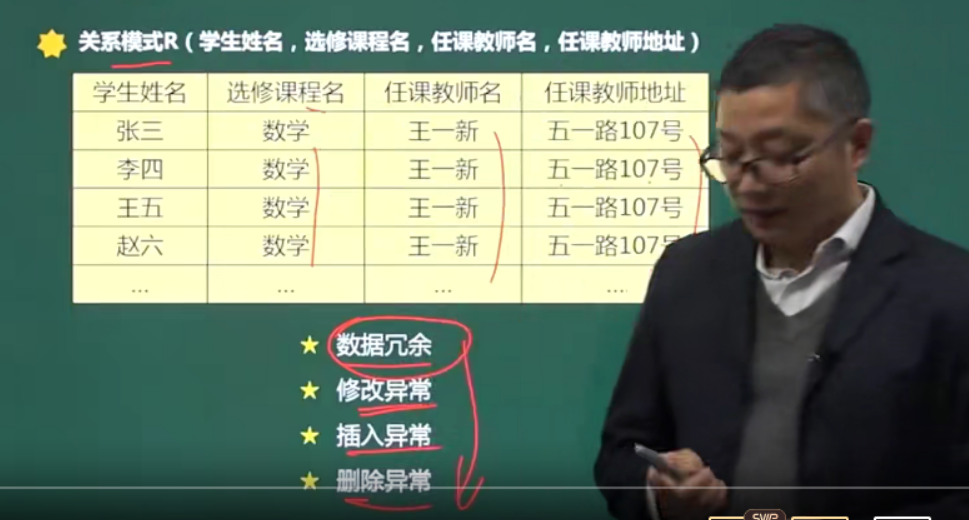 关系模式R(学生姓名，选修课程名，任课教师名，任课教师地址)
学生姓名 选修课程名 任课教师名 任课教师地址
张三 数学 王一新 五一路107号
李四 数学 王一新 五一路107号
王五 数学 王一新 五一路107号
赵六 数学 王一新 五一路107号
... ... ... ...
数据冗余
修改异常
插入异常
删除异常
SVIP